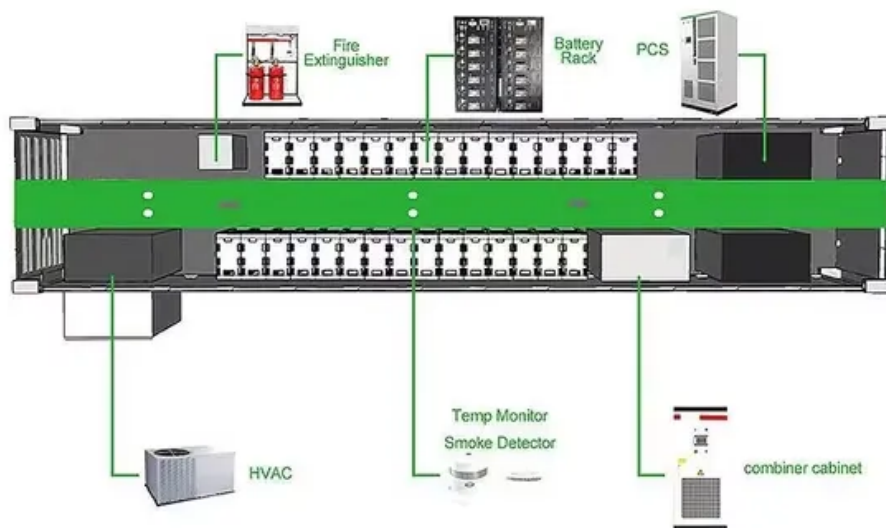 Fire
Extinguisher
Battery
Rack
PCS
HVAC
Temp Monitor
Smoke Detector
combiner cabinet